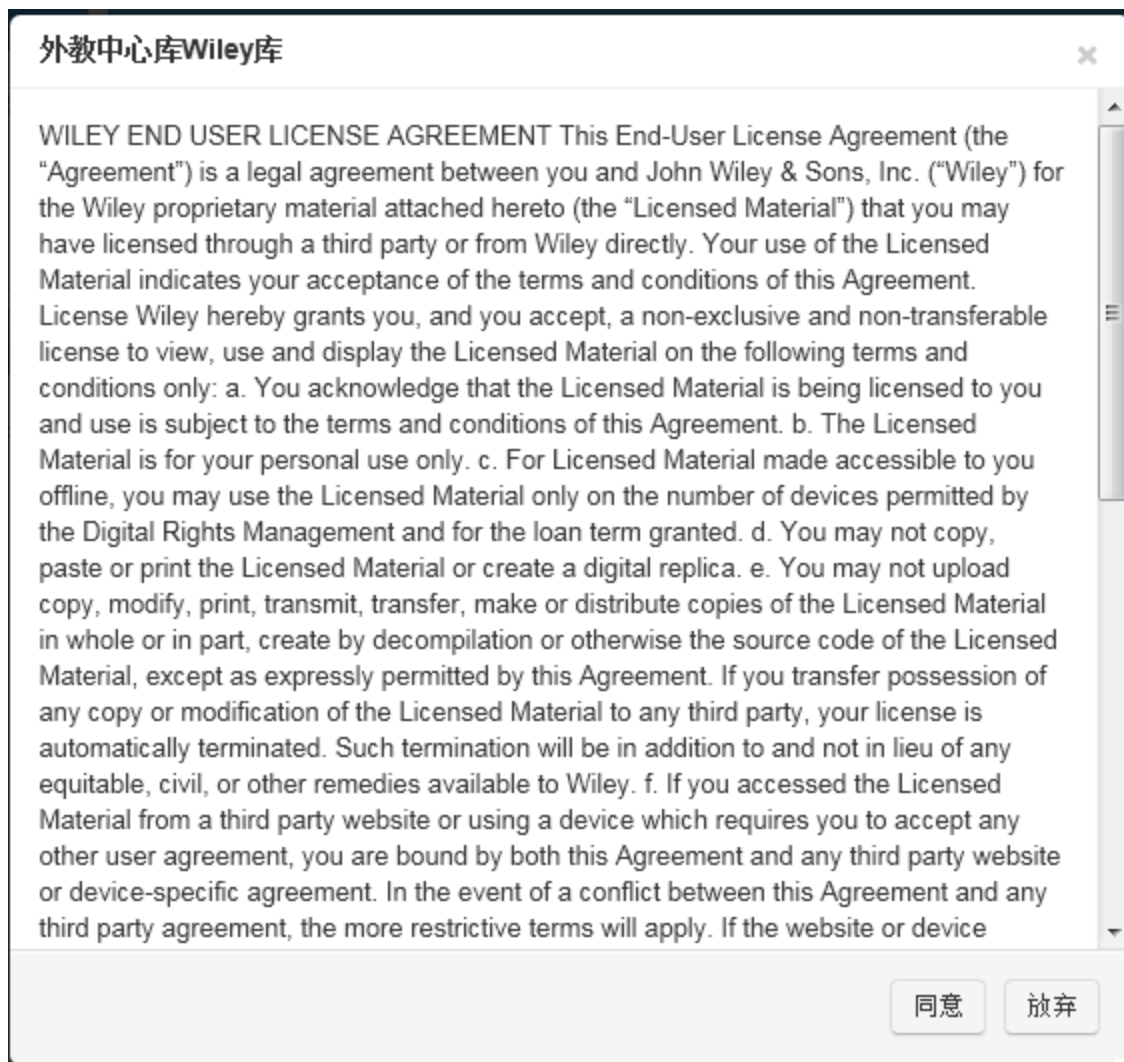 外教中心库Wiley库
×
WILEY END USER LICENSE AGREEMENT This End-User License Agreement (the
“Agreement”) is a legal agreement between you and John Wiley & Sons, Inc. (“Wiley”) for
the Wiley proprietary material attached hereto (the “Licensed Material”) that you may
have licensed through a third party or from Wiley directly. Your use of the Licensed
Material indicates your acceptance of the terms and conditions of this Agreement.
License Wiley hereby grants you, and you accept, a non-exclusive and non-transferable
license to view, use and display the Licensed Material on the following terms and
conditions only: a. You acknowledge that the Licensed Material is being licensed to you
and use is subject to the terms and conditions of this Agreement. b. The Licensed
Material is for your personal use only. c. For Licensed Material made accessible to you
offline, you may use the Licensed Material only on the number of devices permitted by
the Digital Rights Management and for the loan term granted. d. You may not copy,
paste or print the Licensed Material or create a digital replica. e. You may not upload
copy, modify, print, transmit, transfer, make or distribute copies of the Licensed Material
in whole or in part, create by decompilation or otherwise the source code of the Licensed
Material, except as expressly permitted by this Agreement. If you transfer possession of
any copy or modification of the Licensed Material to any third party, your license is
automatically terminated. Such termination will be in addition to and not in lieu of any
equitable, civil, or other remedies available to Wiley. f. If you accessed the Licensed
Material from a third party website or using a device which requires you to accept any
other user agreement, you are bound by both this Agreement and any third party website
or device-specific agreement. In the event of a conflict between this Agreement and any
third party agreement, the more restrictive terms will apply. If the website or device
同意 放弃